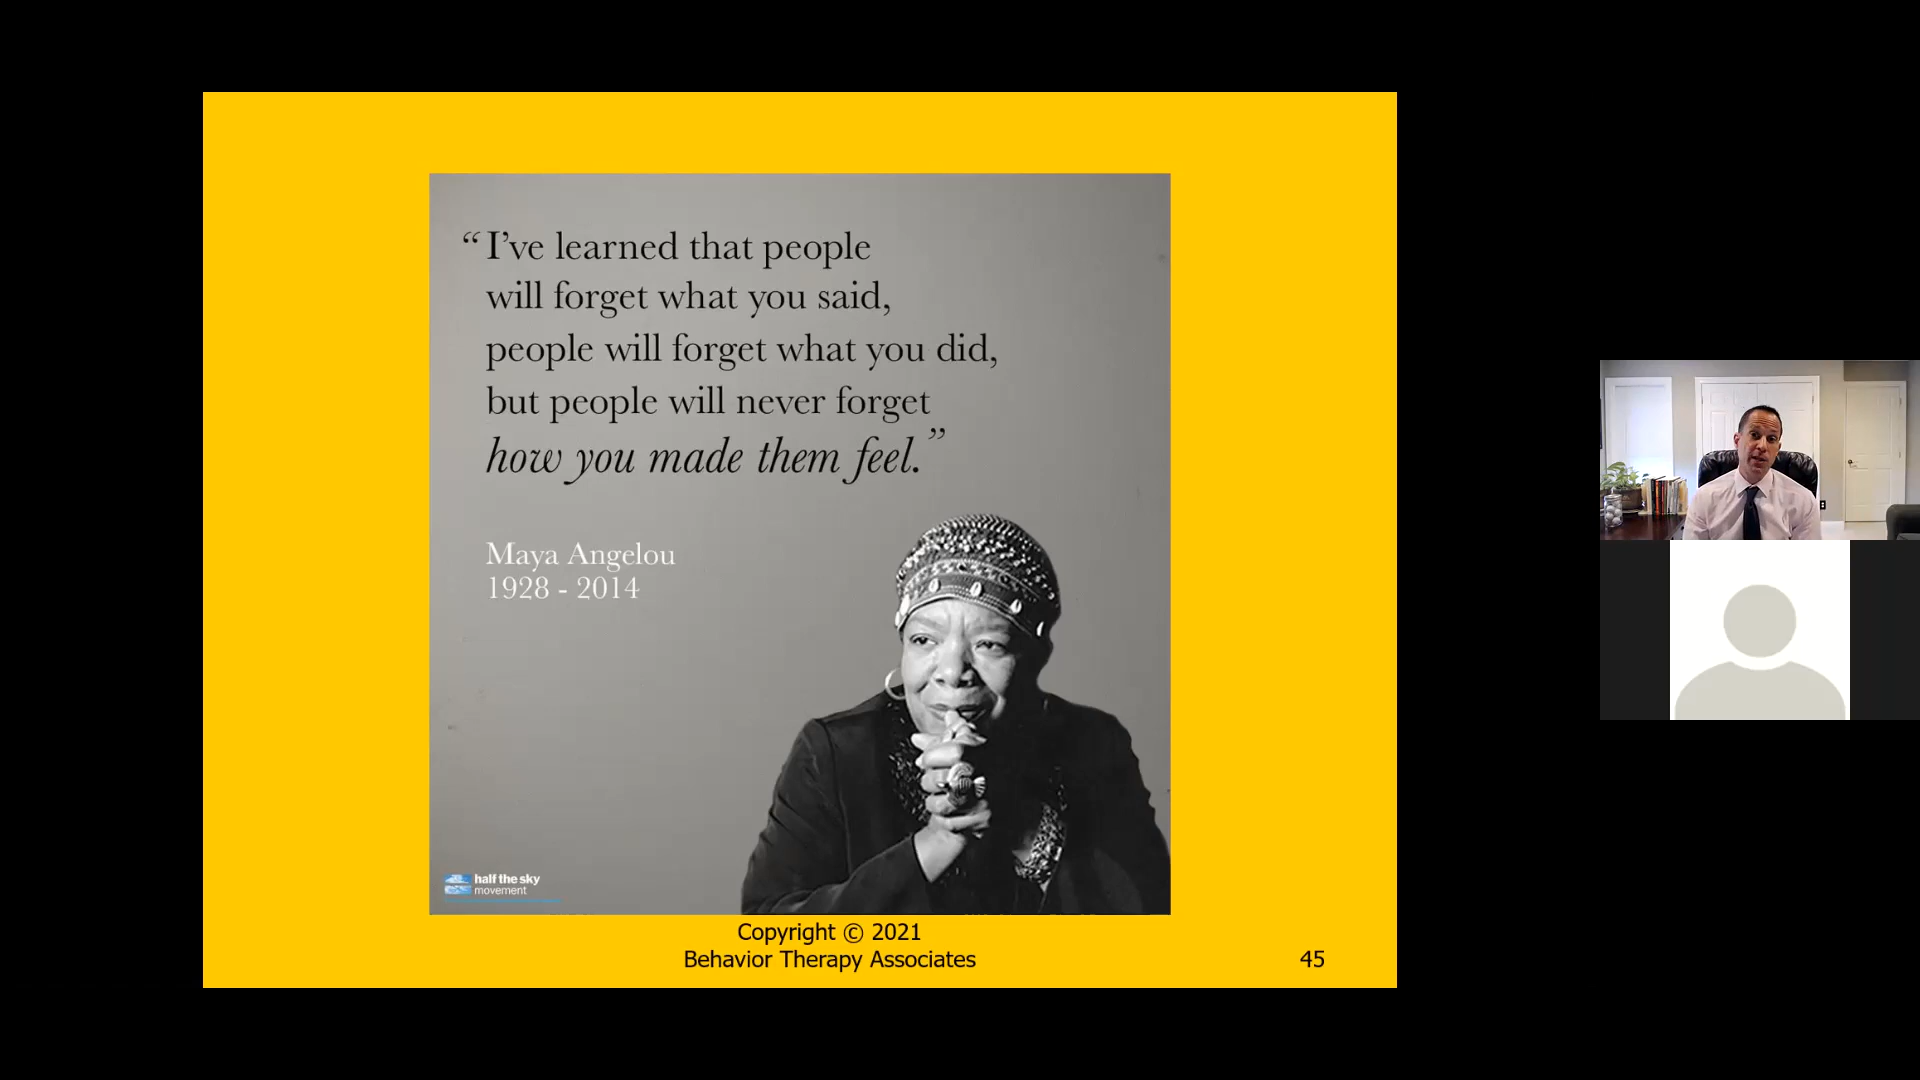 “I’ve learned that people
will forget what you said,
people will forget what you did,
but people will never forget
how you made them feel.”
Maya Angelou
1928 - 2014
half the sky
movement
Copyright © 2021
Behavior Therapy Associates
45